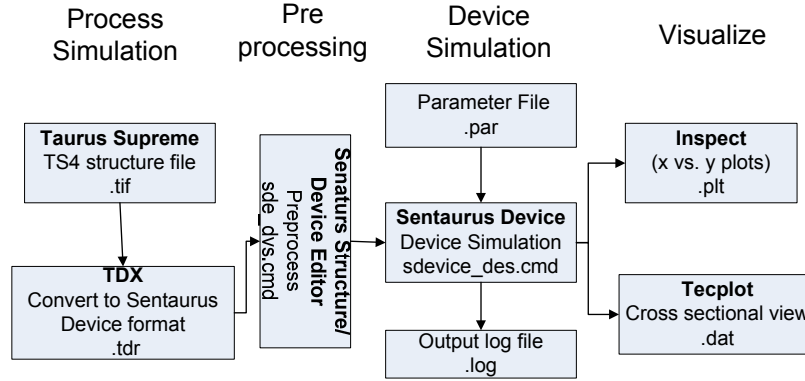 Process
Simulation
Pre
processing
Device
Simulation
Visualize
Taurus Supreme
TS4 structure file
.tif
TDX
Convert to Sentaurus
Device format
.tdr
Senaturs Structure/
Device Editor
Preprocess
sde_dvs.cmd
Parameter File
.par
Sentaurus Device
Device Simulation
sdevice_des.cmd
Output log file
.log
Inspect
(x vs. y plots)
.plt
Tecplot
Cross sectional view
.dat